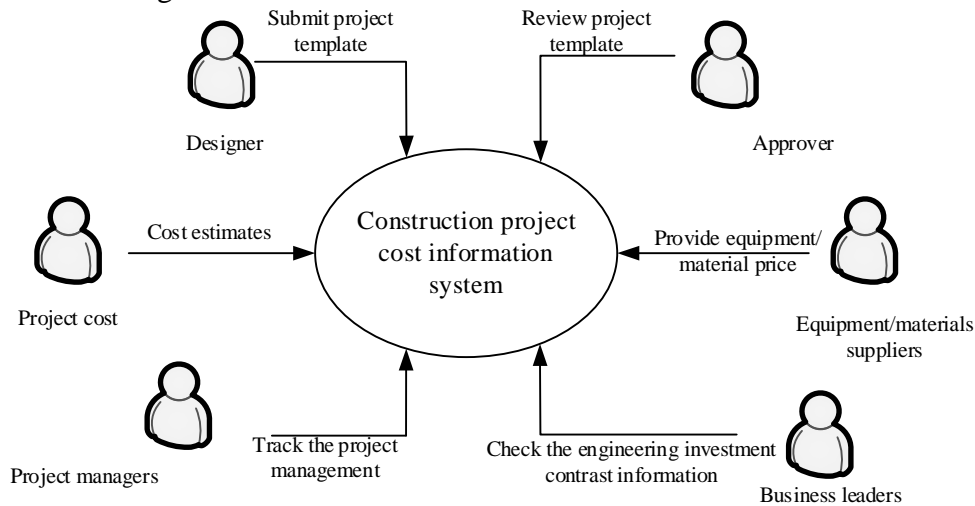 Submit project
template
Review project
template
Designer
Approver
Construction project
cost information
system
Cost estimates
Provide equipment/
material price
Project cost
Equipment/materials
suppliers
Track the project
management
Check the engineering investment
contrast information
Project managers
Business leaders